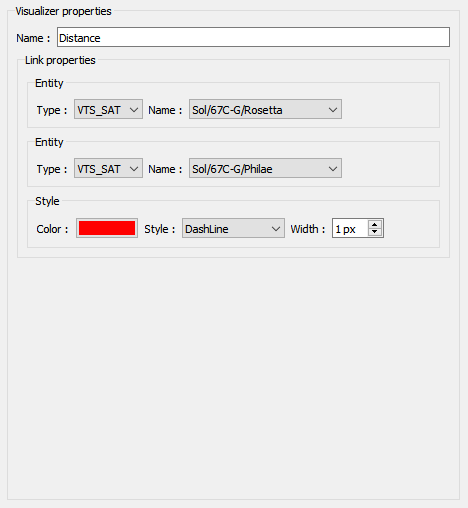 Visualizer properties
Name : Distance
Link properties
Entity
Type : VTS_SAT Name : Sol/67C-G/Rosetta
Entity
Type : VTS_SAT Name : Sol/67C-G/Philae
Style
Color : Style : DashLine Width : 1 px